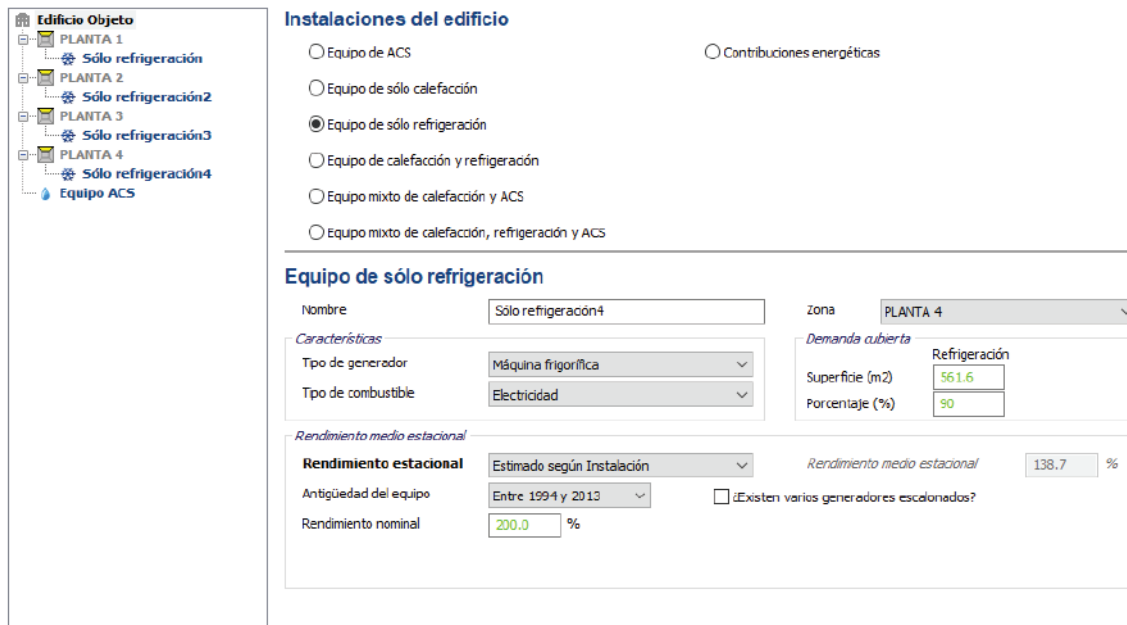 Edificio Objeto
PLANTA 1
Sólo refrigeración
PLANTA 2
Sólo refrigeración2
PLANTA 3
Sólo refrigeración3
PLANTA 4
Sólo refrigeración4
Equipo ACS
Instalaciones del edificio
Equipo de ACS
Contribuciones energéticas
Equipo de sólo calefacción
Equipo de sólo refrigeración
Equipo de calefacción y refrigeración
Equipo mixto de calefacción y ACS
Equipo mixto de calefacción, refrigeración y ACS
Equipo de sólo refrigeración
Nombre Sólo refrigeración4 Zona PLANTA 4
Características
Tipo de generador Máquina frigorífica
Tipo de combustible Electricidad
Demanda cubierta
Refrigeración
Superficie (m2) 561.6
Porcentaje (%) 90
Rendimiento medio estacional
Rendimiento estacional Estimado según Instalación Rendimiento medio estacional 138.7 %
Antigüedad del equipo Entre 1994 y 2013 ¿Existen varios generadores escalonados?
Rendimiento nominal 200.0 %